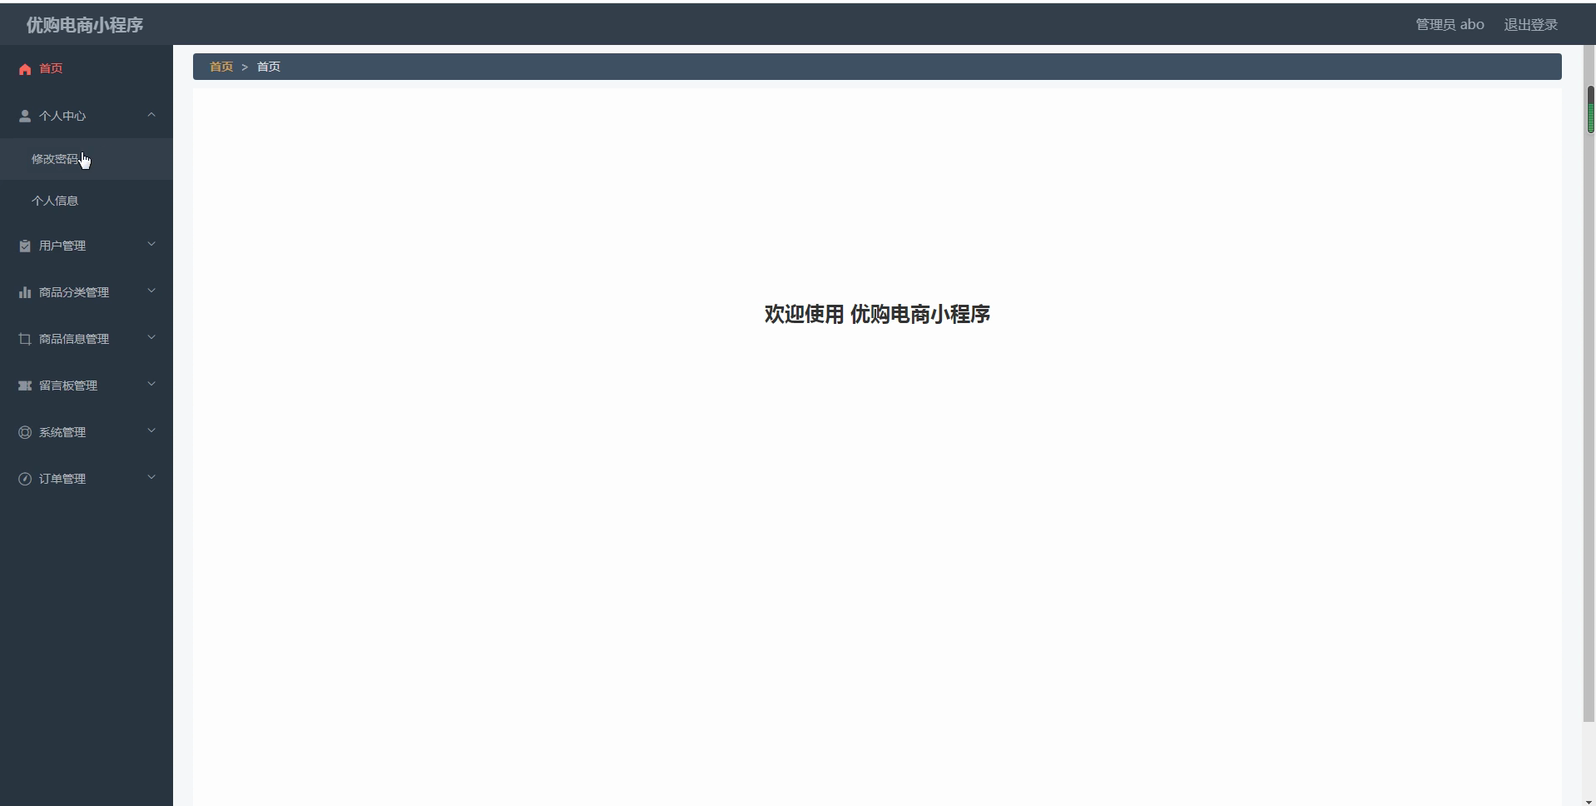 优购电商小程序
管理员 abo 退出登录
首页
首页 > 首页
个人中心
修改密码
个人信息
用户管理
商品分类管理
商品信息管理
留言板管理
系统管理
订单管理
欢迎使用 优购电商小程序